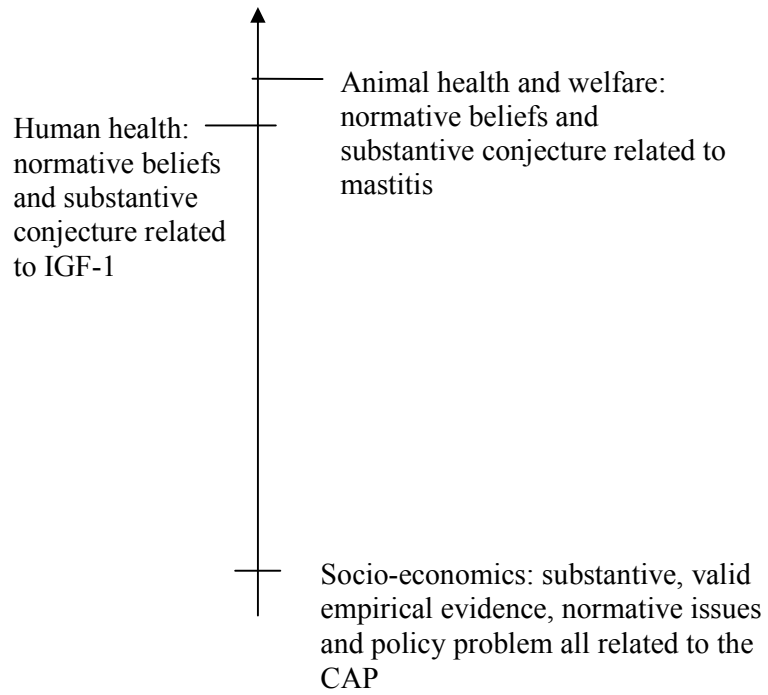 Animal health and welfare:
normative beliefs and
substantive conjecture related to
mastitis
Human health:
normative beliefs
and substantive
conjecture related
to IGF-1
Socio-economics: substantive, valid
empirical evidence, normative issues
and policy problem all related to the
CAP